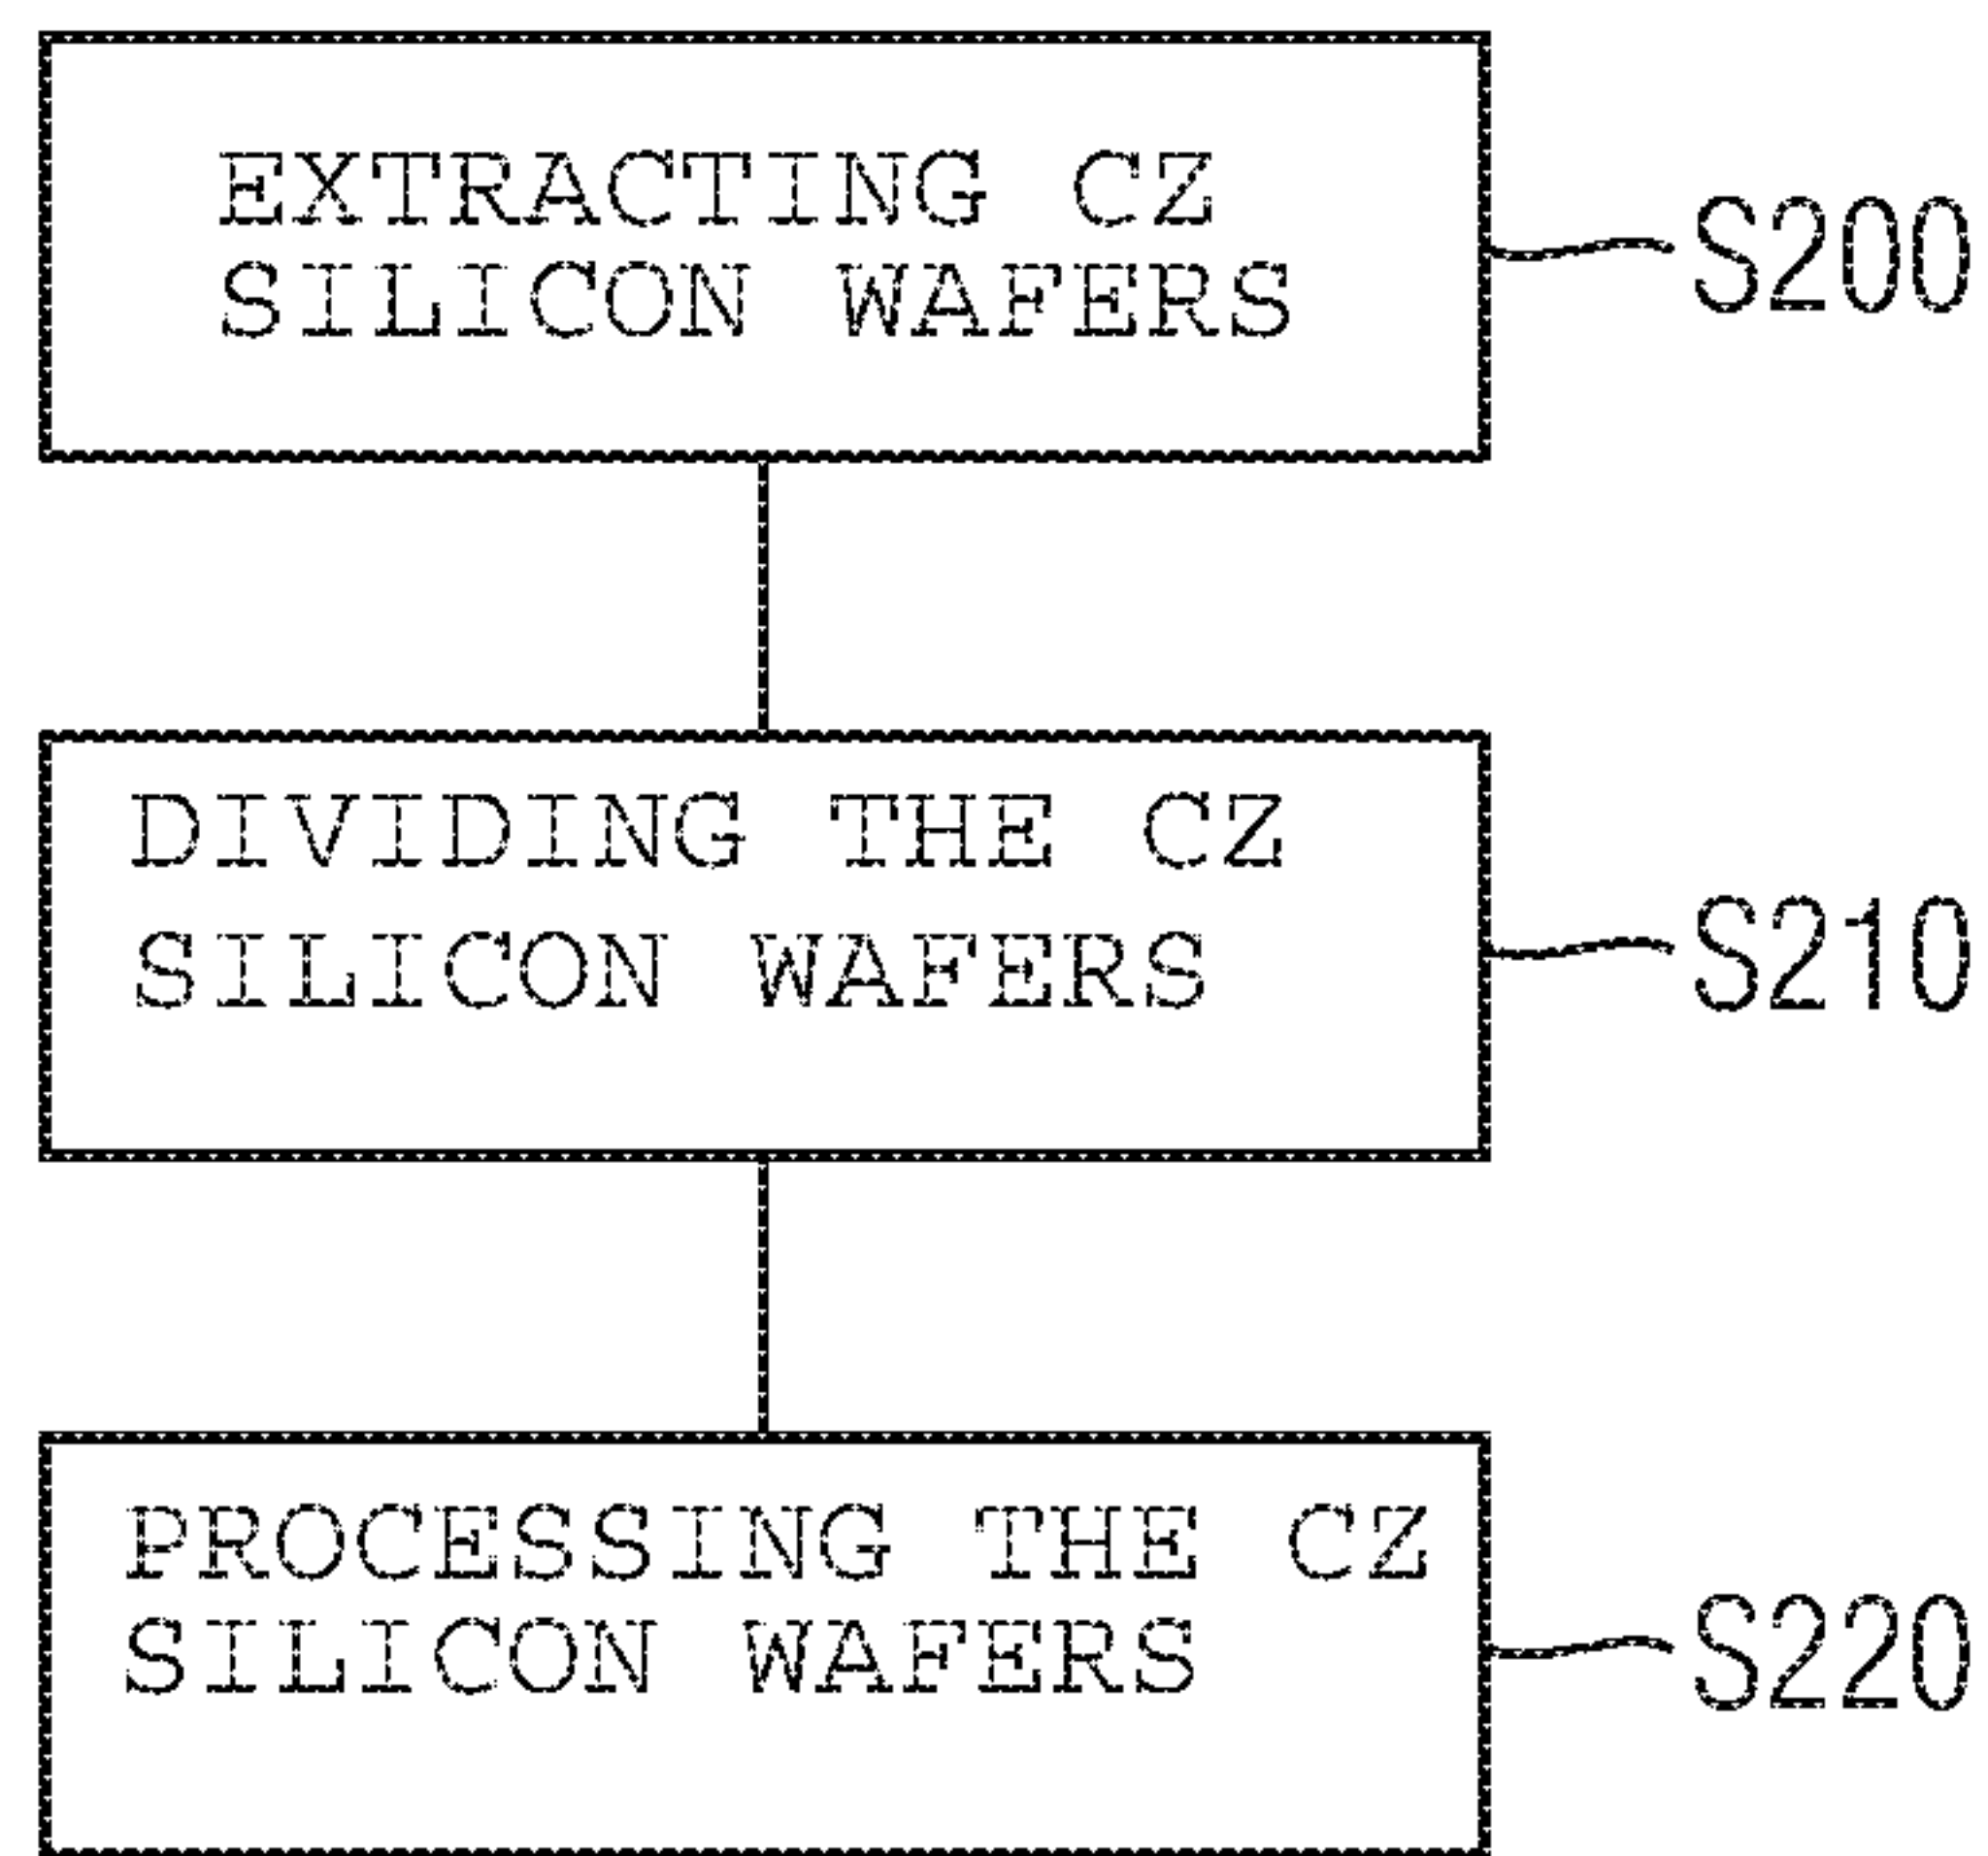 EXTRACTING CZ
SILICON WAFERS
S200
DIVIDING THE CZ
SILICON WAFERS
S210
PROCESSING THE CZ
SILICON WAFERS
S220